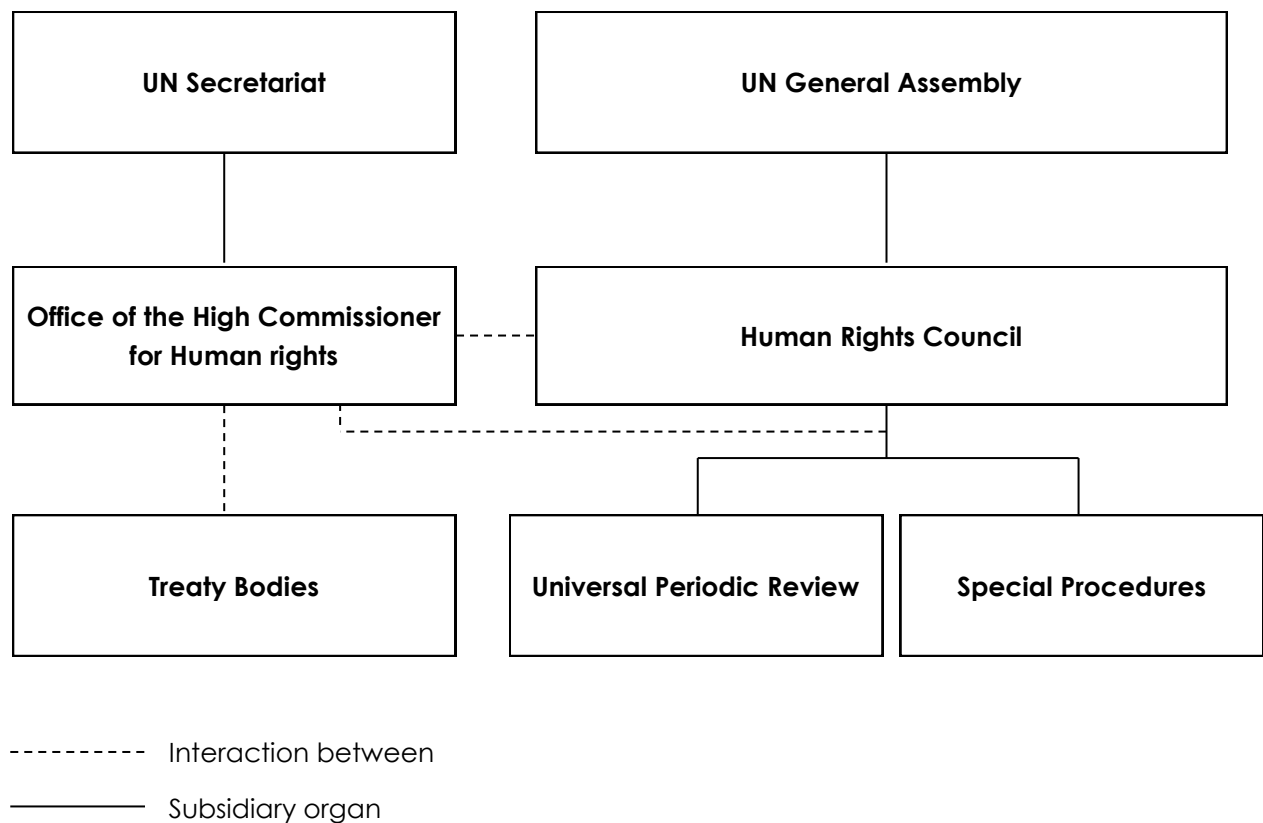 UN Secretariat
UN General Assembly
Office of the High Commissioner
for Human rights
Human Rights Council
Treaty Bodies
Universal Periodic Review
Special Procedures
Interaction between
Subsidiary organ